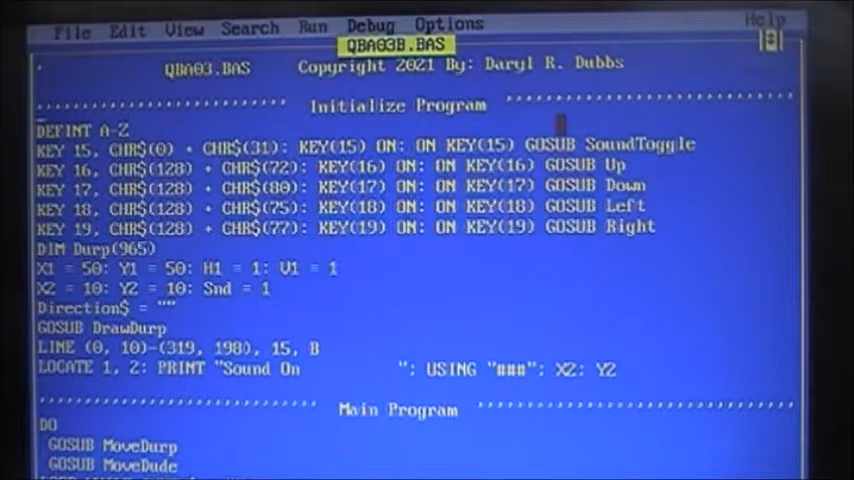 File Edit View Search Run Debug Options Help
QBA03B.BAS
' QBA03.BAS Copyright 2021 By: Daryl R. Dubbs
Initialize Program
DEFINT A-Z
KEY 15, CHR$(0) + CHR$(31): KEY(15) ON: ON KEY(15) GOSUB SoundToggle
KEY 16, CHR$(128) + CHR$(72): KEY(16) ON: ON KEY(16) GOSUB Up
KEY 17, CHR$(128) + CHR$(80): KEY(17) ON: ON KEY(17) GOSUB Down
KEY 18, CHR$(128) + CHR$(75): KEY(18) ON: ON KEY(18) GOSUB Left
KEY 19, CHR$(128) + CHR$(77): KEY(19) ON: ON KEY(19) GOSUB Right
DIM Durp(965)
X1 = 50: Y1 = 50: H1 = 1: V1 = 1
X2 = 10: Y2 = 10: Snd = 1
Direction$ = ""
GOSUB DrawDurp
LINE (0, 10)-(319, 198), 15, B
LOCATE 1, 2: PRINT "Sound On "; USING "###"; X2; Y2
Main Program
DO
GOSUB MoveDurp
GOSUB MoveDude